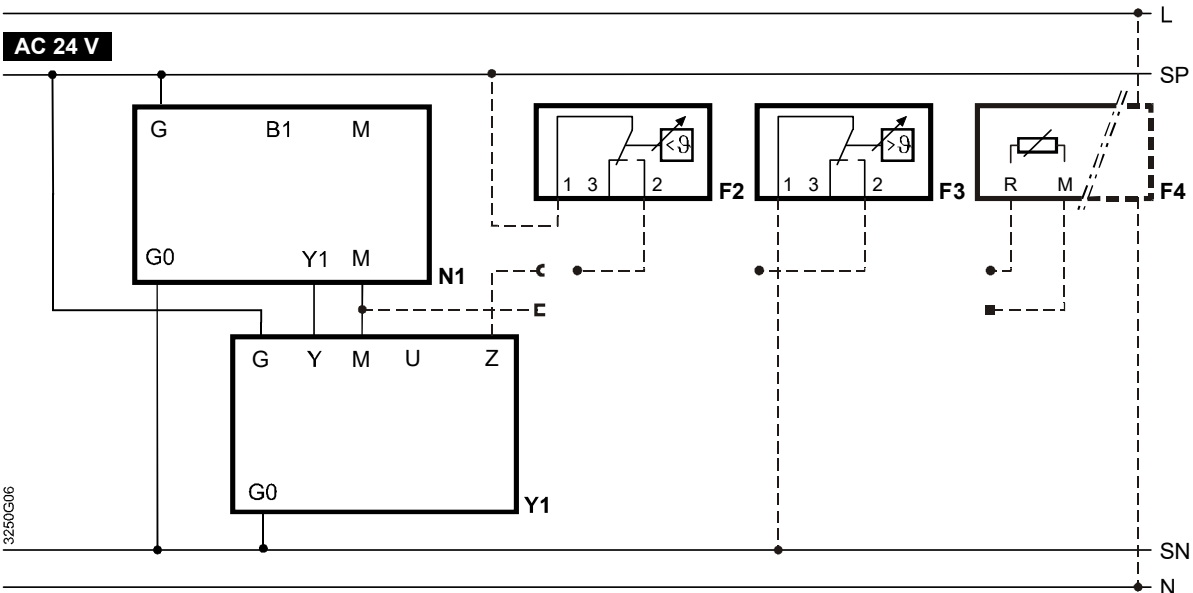 L
AC 24 V
SP
G B1 M
<ϑ >ϑ
1 3 2 F2 1 3 2 F3 R M F4
G0 Y1 M N1
G Y M U Z
G0 Y1
3250G06
SN
N